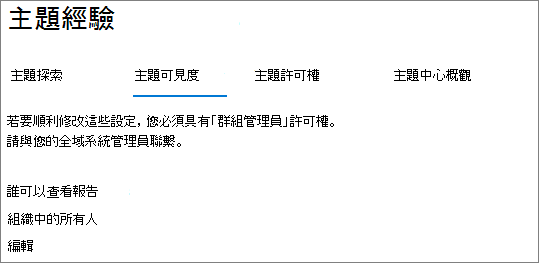 主題經驗
主題探索 主題可見度 主題許可權 主題中心概觀
若要順利修改這些設定，您必須具有「群組管理員」許可權。
請與您的全域系統管理員聯繫。
誰可以查看報告
組織中的所有人
編輯